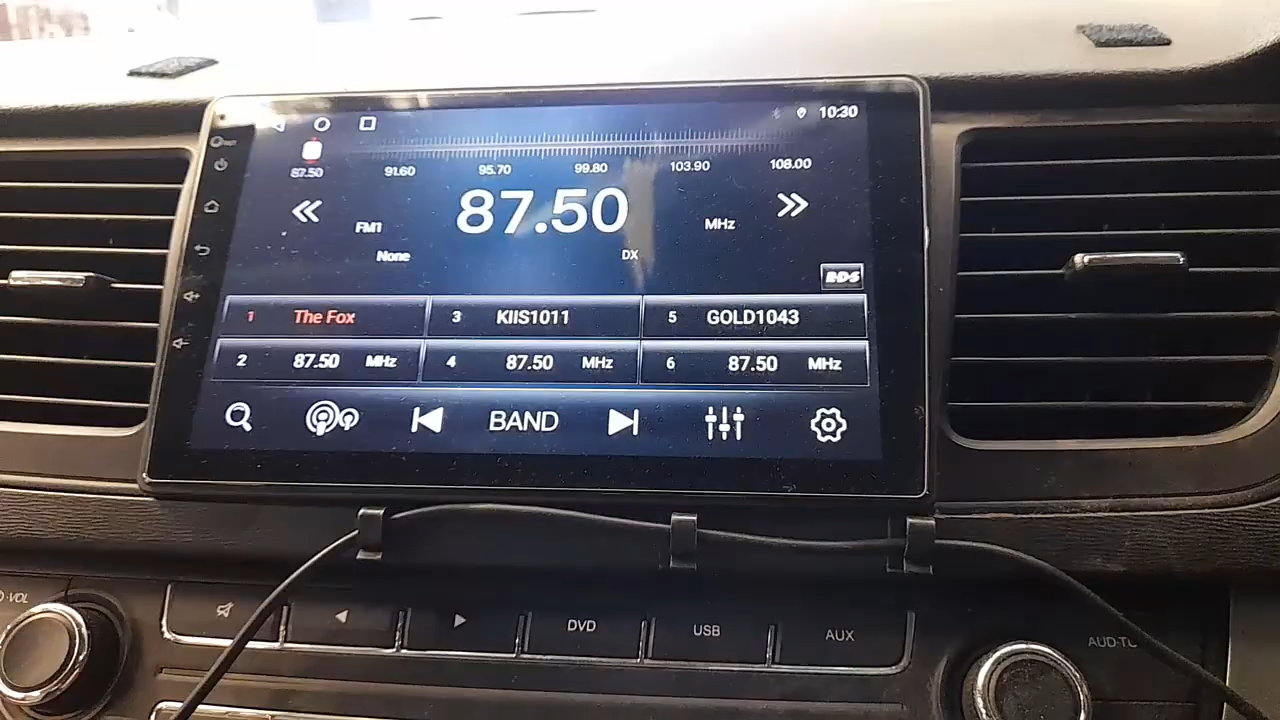 10:30
87.50 91.60 95.70 99.80 103.90 108.00
87.50
FM1 MHz
None DX
RDS
1 The Fox 3 KIIS1011 5 GOLD1043
2 87.50 MHz 4 87.50 MHz 6 87.50 MHz
BAND
VOL
DVD USB AUX